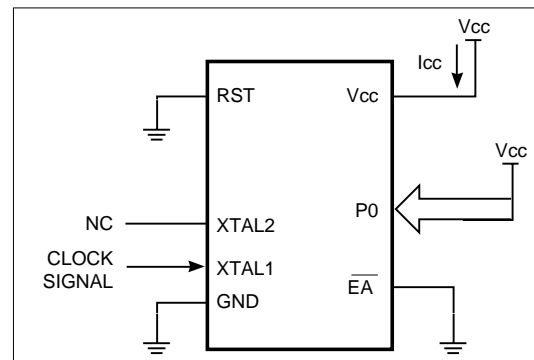 Vcc
Icc
RST
Vcc
Vcc
P0
NC
XTAL2
CLOCK
SIGNAL
XTAL1
GND
EA